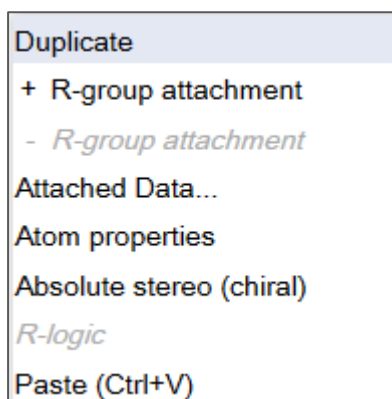 Duplicate
+ R-group attachment
- R-group attachment
Attached Data...
Atom properties
Absolute stereo (chiral)
R-logic
Paste (Ctrl+V)